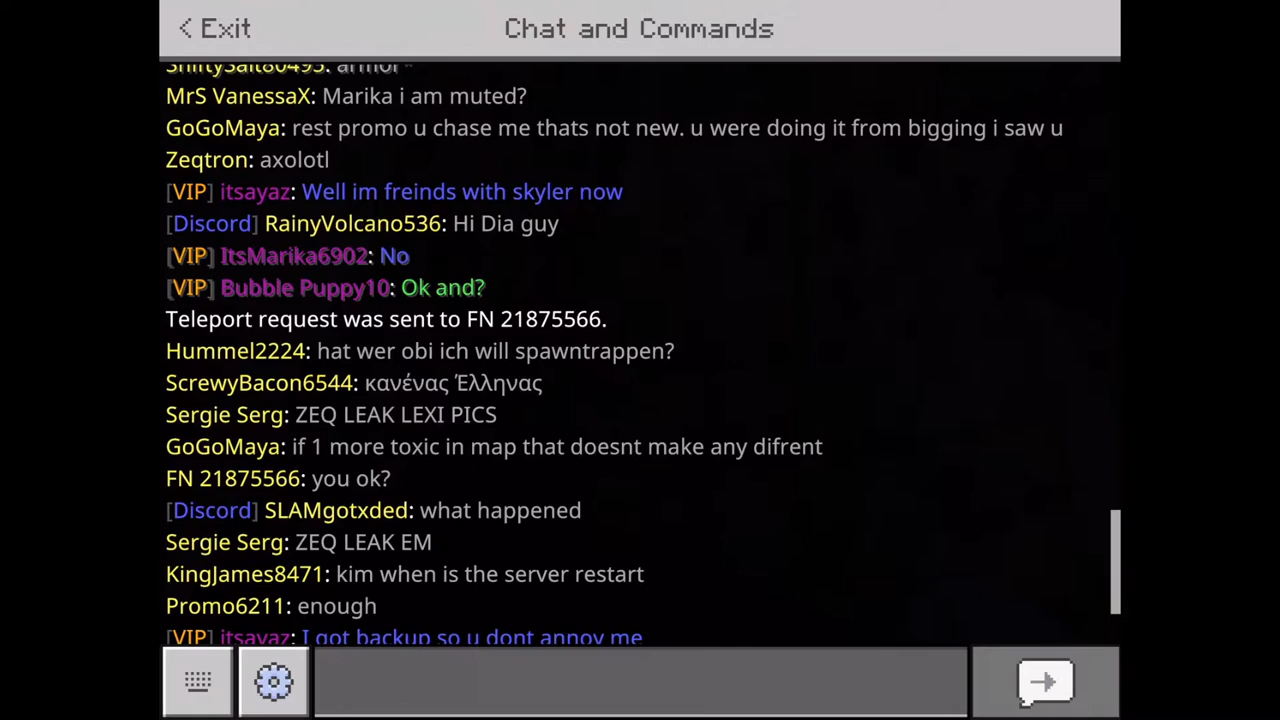 < Exit
Chat and Commands
ShiftySalt80495: armor
MrS VanessaX: Marika i am muted?
GoGoMaya: rest promo u chase me thats not new. u were doing it from bigging i saw u
Zeqtron: axolotl
[VIP] itsayaz: Well im freinds with skyler now
[Discord] RainyVolcano536: Hi Dia guy
[VIP] ItsMarika6902: No
[VIP] Bubble Puppy10: Ok and?
Teleport request was sent to FN 21875566.
Hummel2224: hat wer obi ich will spawntrappen?
ScrewyBacon6544: κανένας Έλληνας
Sergie Serg: ZEQ LEAK LEXI PICS
GoGoMaya: if 1 more toxic in map that doesnt make any difrent
FN 21875566: you ok?
[Discord] SLAMgotxded: what happened
Sergie Serg: ZEQ LEAK EM
KingJames8471: kim when is the server restart
Promo6211: enough
[VIP] itsayaz: I got backup so u dont annoy me